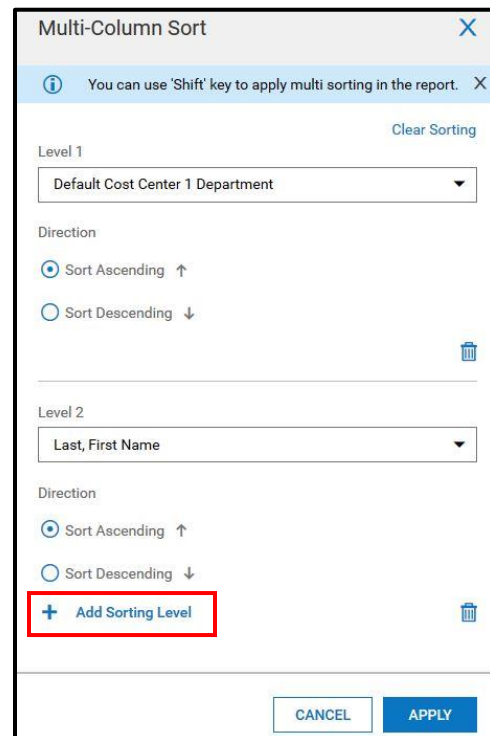 Multi-Column Sort X
You can use 'Shift' key to apply multi sorting in the report. X
Clear Sorting
Level 1
Default Cost Center 1 Department
Direction
Sort Ascending ↑
Sort Descending ↓
Level 2
Last, First Name
Direction
Sort Ascending ↑
Sort Descending ↓
+ Add Sorting Level
CANCEL APPLY